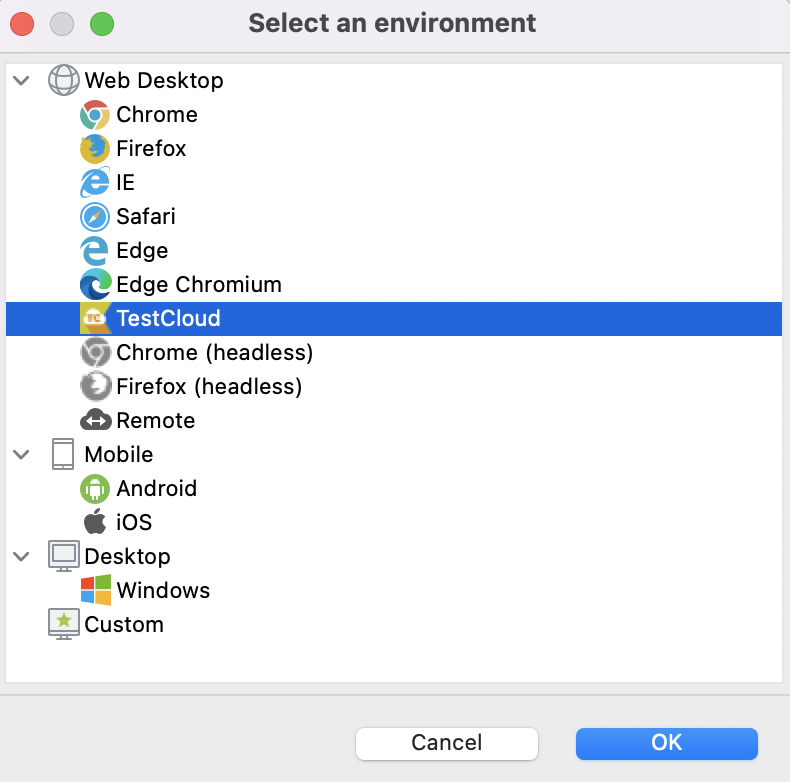 Select an environment
Web Desktop
Chrome
Firefox
IE
Safari
Edge
Edge Chromium
TC TestCloud
Chrome (headless)
Firefox (headless)
Remote
Mobile
Android
iOS
Desktop
Windows
Custom
Cancel OK